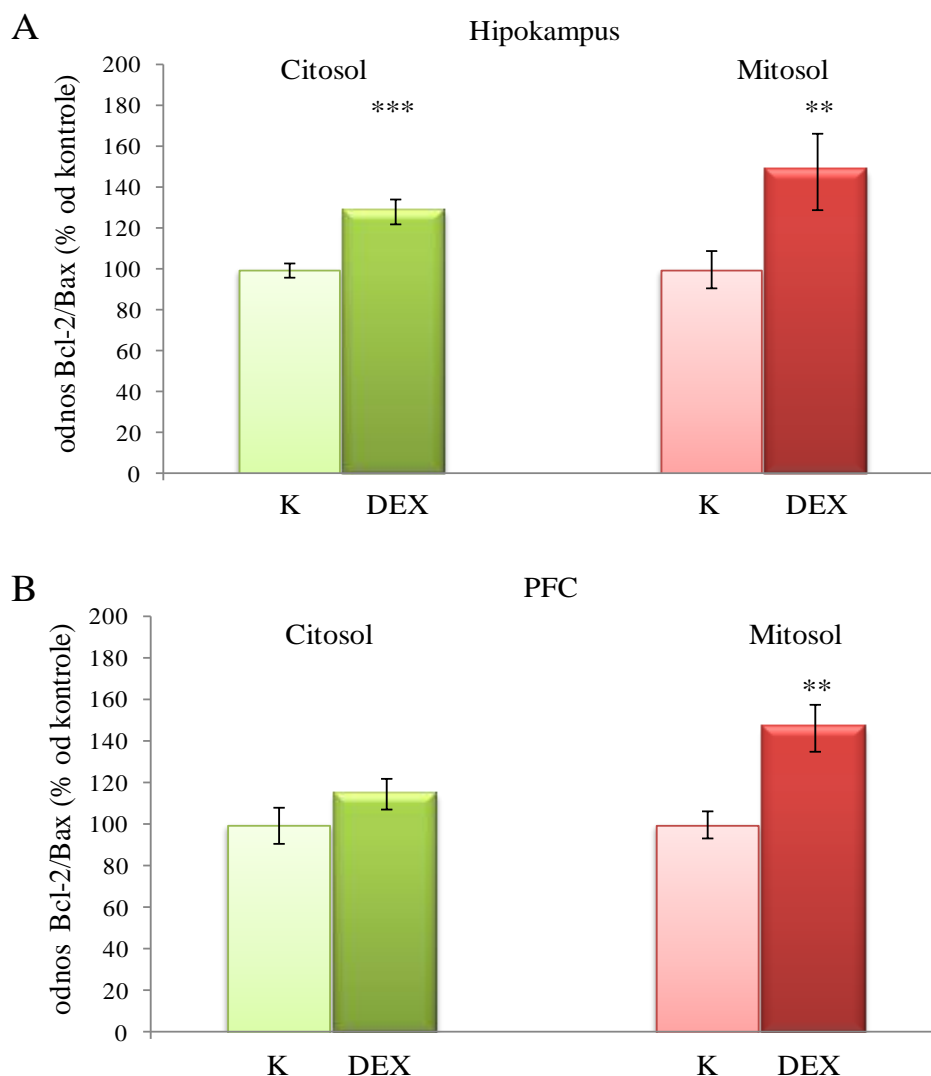 A
Hipokampus
Citosol
Mitosol
***
**
odnos Bcl-2/Bax (% od kontrole)
200
180
160
140
120
100
80
60
40
20
0
K
DEX
K
DEX
B
PFC
Citosol
Mitosol
**
odnos Bcl-2/Bax (% od kontrole)
200
180
160
140
120
100
80
60
40
20
0
K
DEX
K
DEX